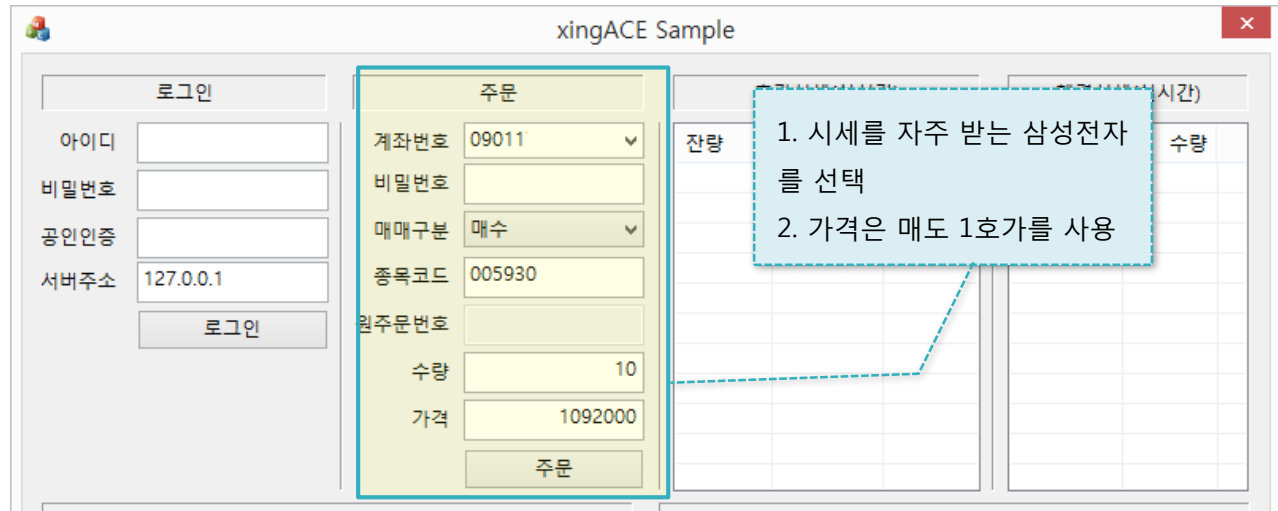 xingACE Sample
로그인
주문
시간)
아이디
비밀번호
공인인증
서버주소 127.0.0.1
로그인
계좌번호 09011
비밀번호
매매구분 매수
종목코드 005930
원주문번호
수량 10
가격 1092000
주문
잔량
수량
1. 시세를 자주 받는 삼성전자
를 선택
2. 가격은 매도 1호가를 사용